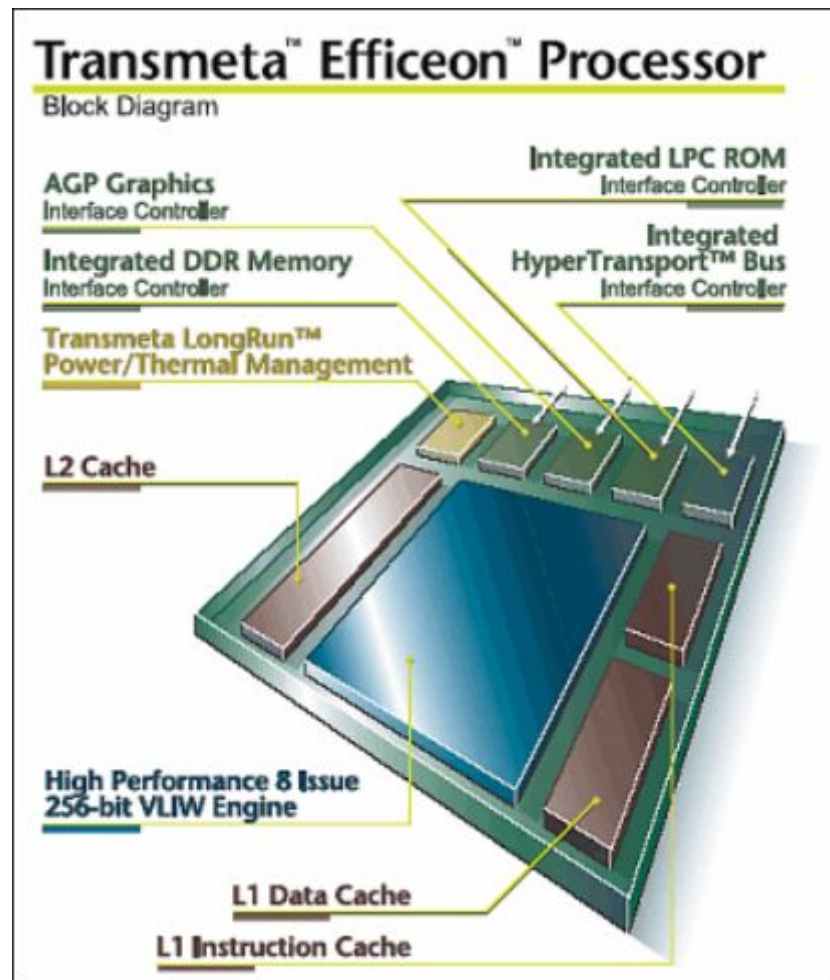 Transmeta™ Efficeon™ Processor
Block Diagram
AGP Graphics
Interface Controller
Integrated DDR Memory
Interface Controller
Transmeta LongRun™
Power/Thermal Management
L2 Cache
High Performance 8 Issue
256-bit VLIW Engine
L1 Data Cache
L1 Instruction Cache
Integrated LPC ROM
Interface Controller
Integrated
HyperTransport™ Bus
Interface Controller